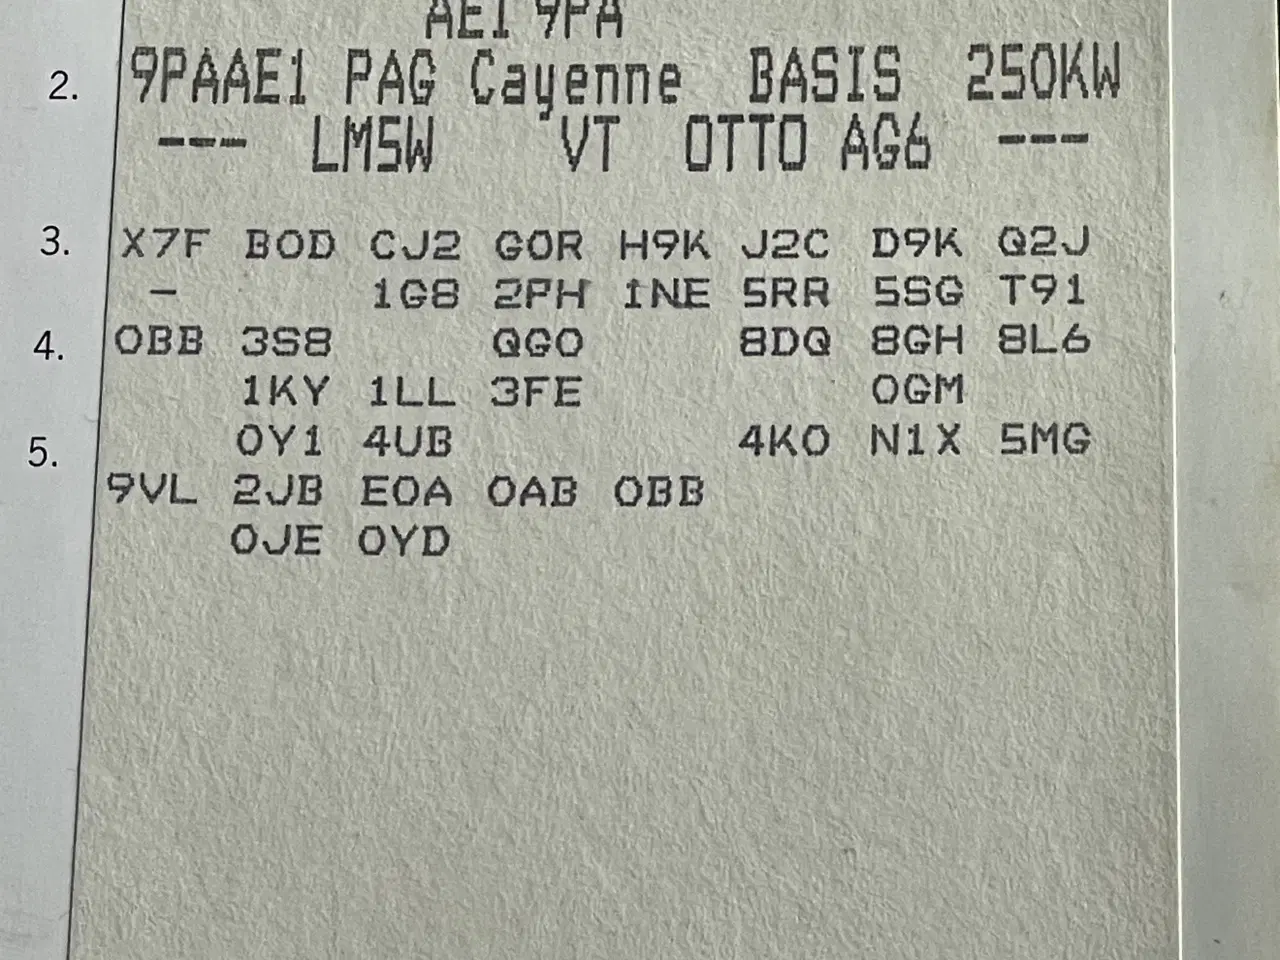 AE1 9PA
2. 9PAAE1 PAG Cayenne BASIS 250KW
--- LM5W VT OTTO AG6 ---
3. X7F B0D CJ2 G0R H9K J2C D9K Q2J
- 1G8 2PH 1NE 5RR 5SG T91
4. 0BB 3S8 QG0 8DQ 8GH 8L6
1KY 1LL 3FE 0GM
5. 0Y1 4UB 4K0 N1X 5MG
9VL 2JB E0A 0AB 0BB
0JE 0YD